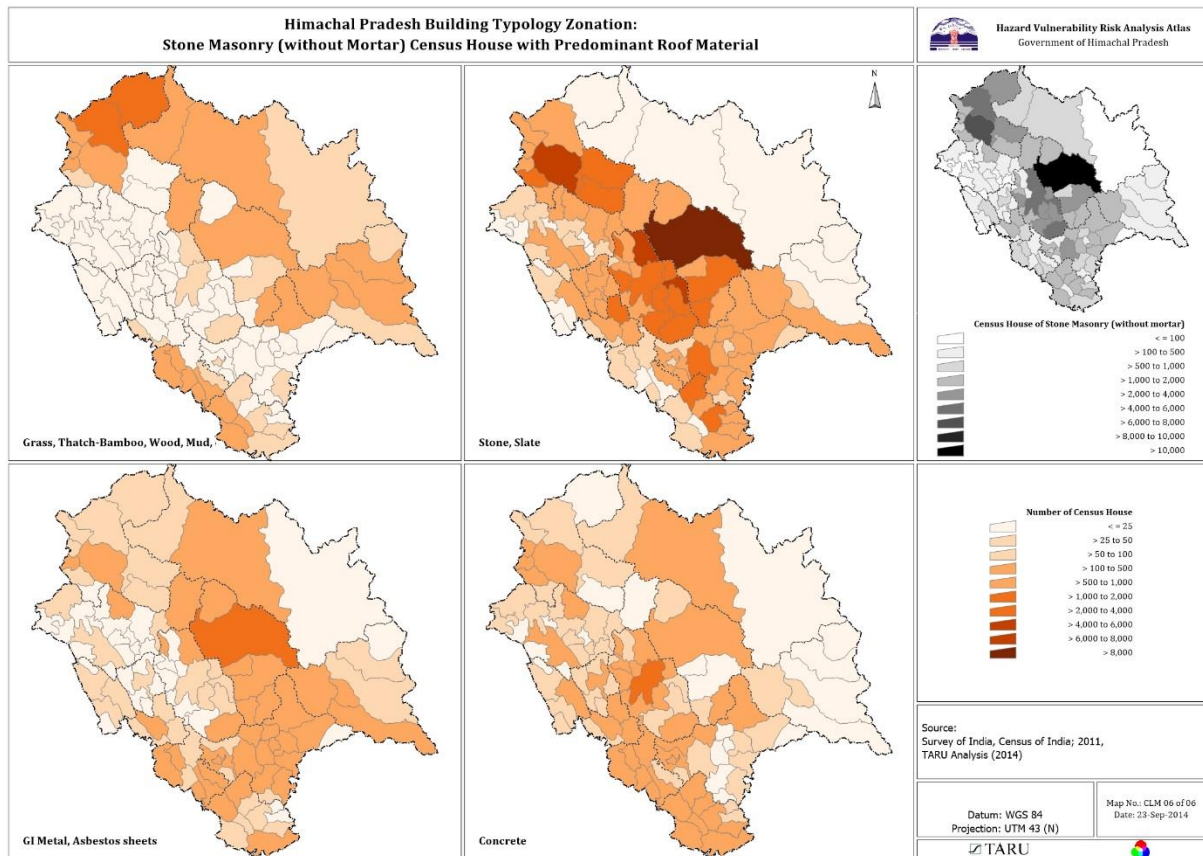 Himachal Pradesh Building Typology Zonation:
Stone Masonry (without Mortar) Census House with Predominant Roof Material
Hazard Vulnerability Risk Analysis Atlas
Government of Himachal Pradesh
N
Grass, Thatch-Bamboo, Wood, Mud,
Stone, Slate
Census House of Stone Masonry (without mortar)
< = 100
> 100 to 500
> 500 to 1,000
> 1,000 to 2,000
> 2,000 to 4,000
> 4,000 to 6,000
> 6,000 to 8,000
> 8,000 to 10,000
> 10,000
GI Metal, Asbestos sheets
Concrete
Number of Census House
< = 25
> 25 to 50
> 50 to 100
> 100 to 500
> 500 to 1,000
> 1,000 to 2,000
> 2,000 to 4,000
> 4,000 to 6,000
> 6,000 to 8,000
> 8,000
Source:
Survey of India, Census of India; 2011,
TARU Analysis (2014)
Datum: WGS 84
Projection: UTM 43 (N)
Map No.: CLM 06 of 06
Date: 23-Sep-2014
TARU